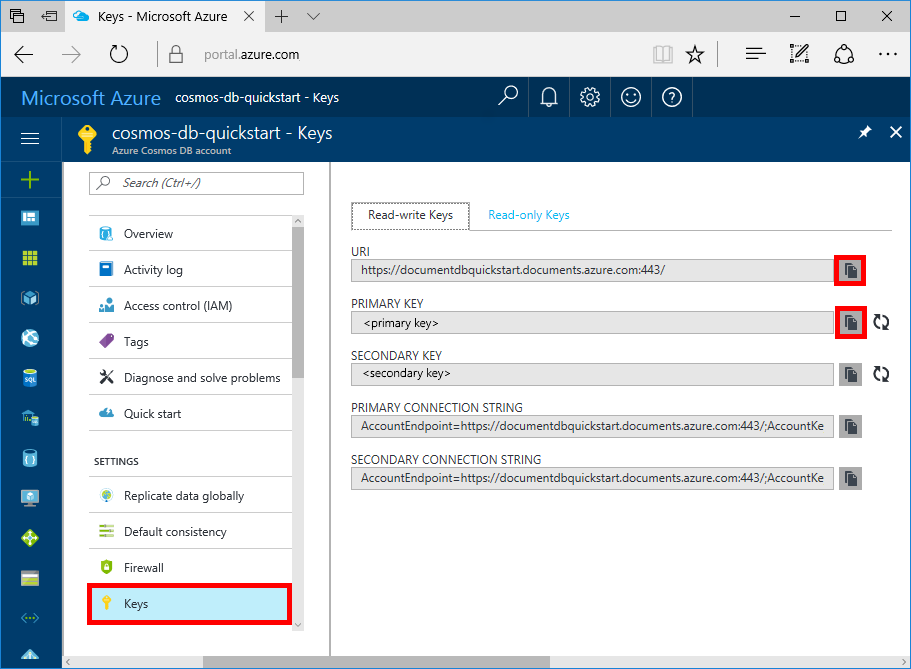 Keys - Microsoft Azure
portal.azure.com
Microsoft Azure cosmos-db-quickstart - Keys
cosmos-db-quickstart - Keys
Azure Cosmos DB account
Search (Ctrl+/)
Overview
Activity log
Access control (IAM)
Tags
Diagnose and solve problems
Quick start
SETTINGS
Replicate data globally
Default consistency
Firewall
Keys
SQL
Read-write Keys Read-only Keys
URI
https://documentdbquickstart.documents.azure.com:443/
PRIMARY KEY
<primary key>
SECONDARY KEY
<secondary key>
PRIMARY CONNECTION STRING
AccountEndpoint=https://documentdbquickstart.documents.azure.com:443/;AccountKe
SECONDARY CONNECTION STRING
AccountEndpoint=https://documentdbquickstart.documents.azure.com:443/;AccountKe